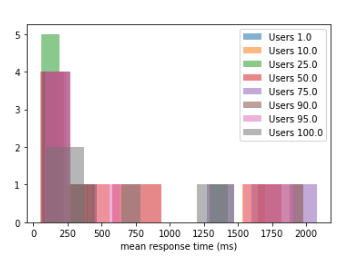 5
4
3
2
1
0
Users 1.0
Users 10.0
Users 25.0
Users 50.0
Users 75.0
Users 90.0
Users 95.0
Users 100.0
0 250 500 750 1000 1250 1500 1750 2000
mean response time (ms)